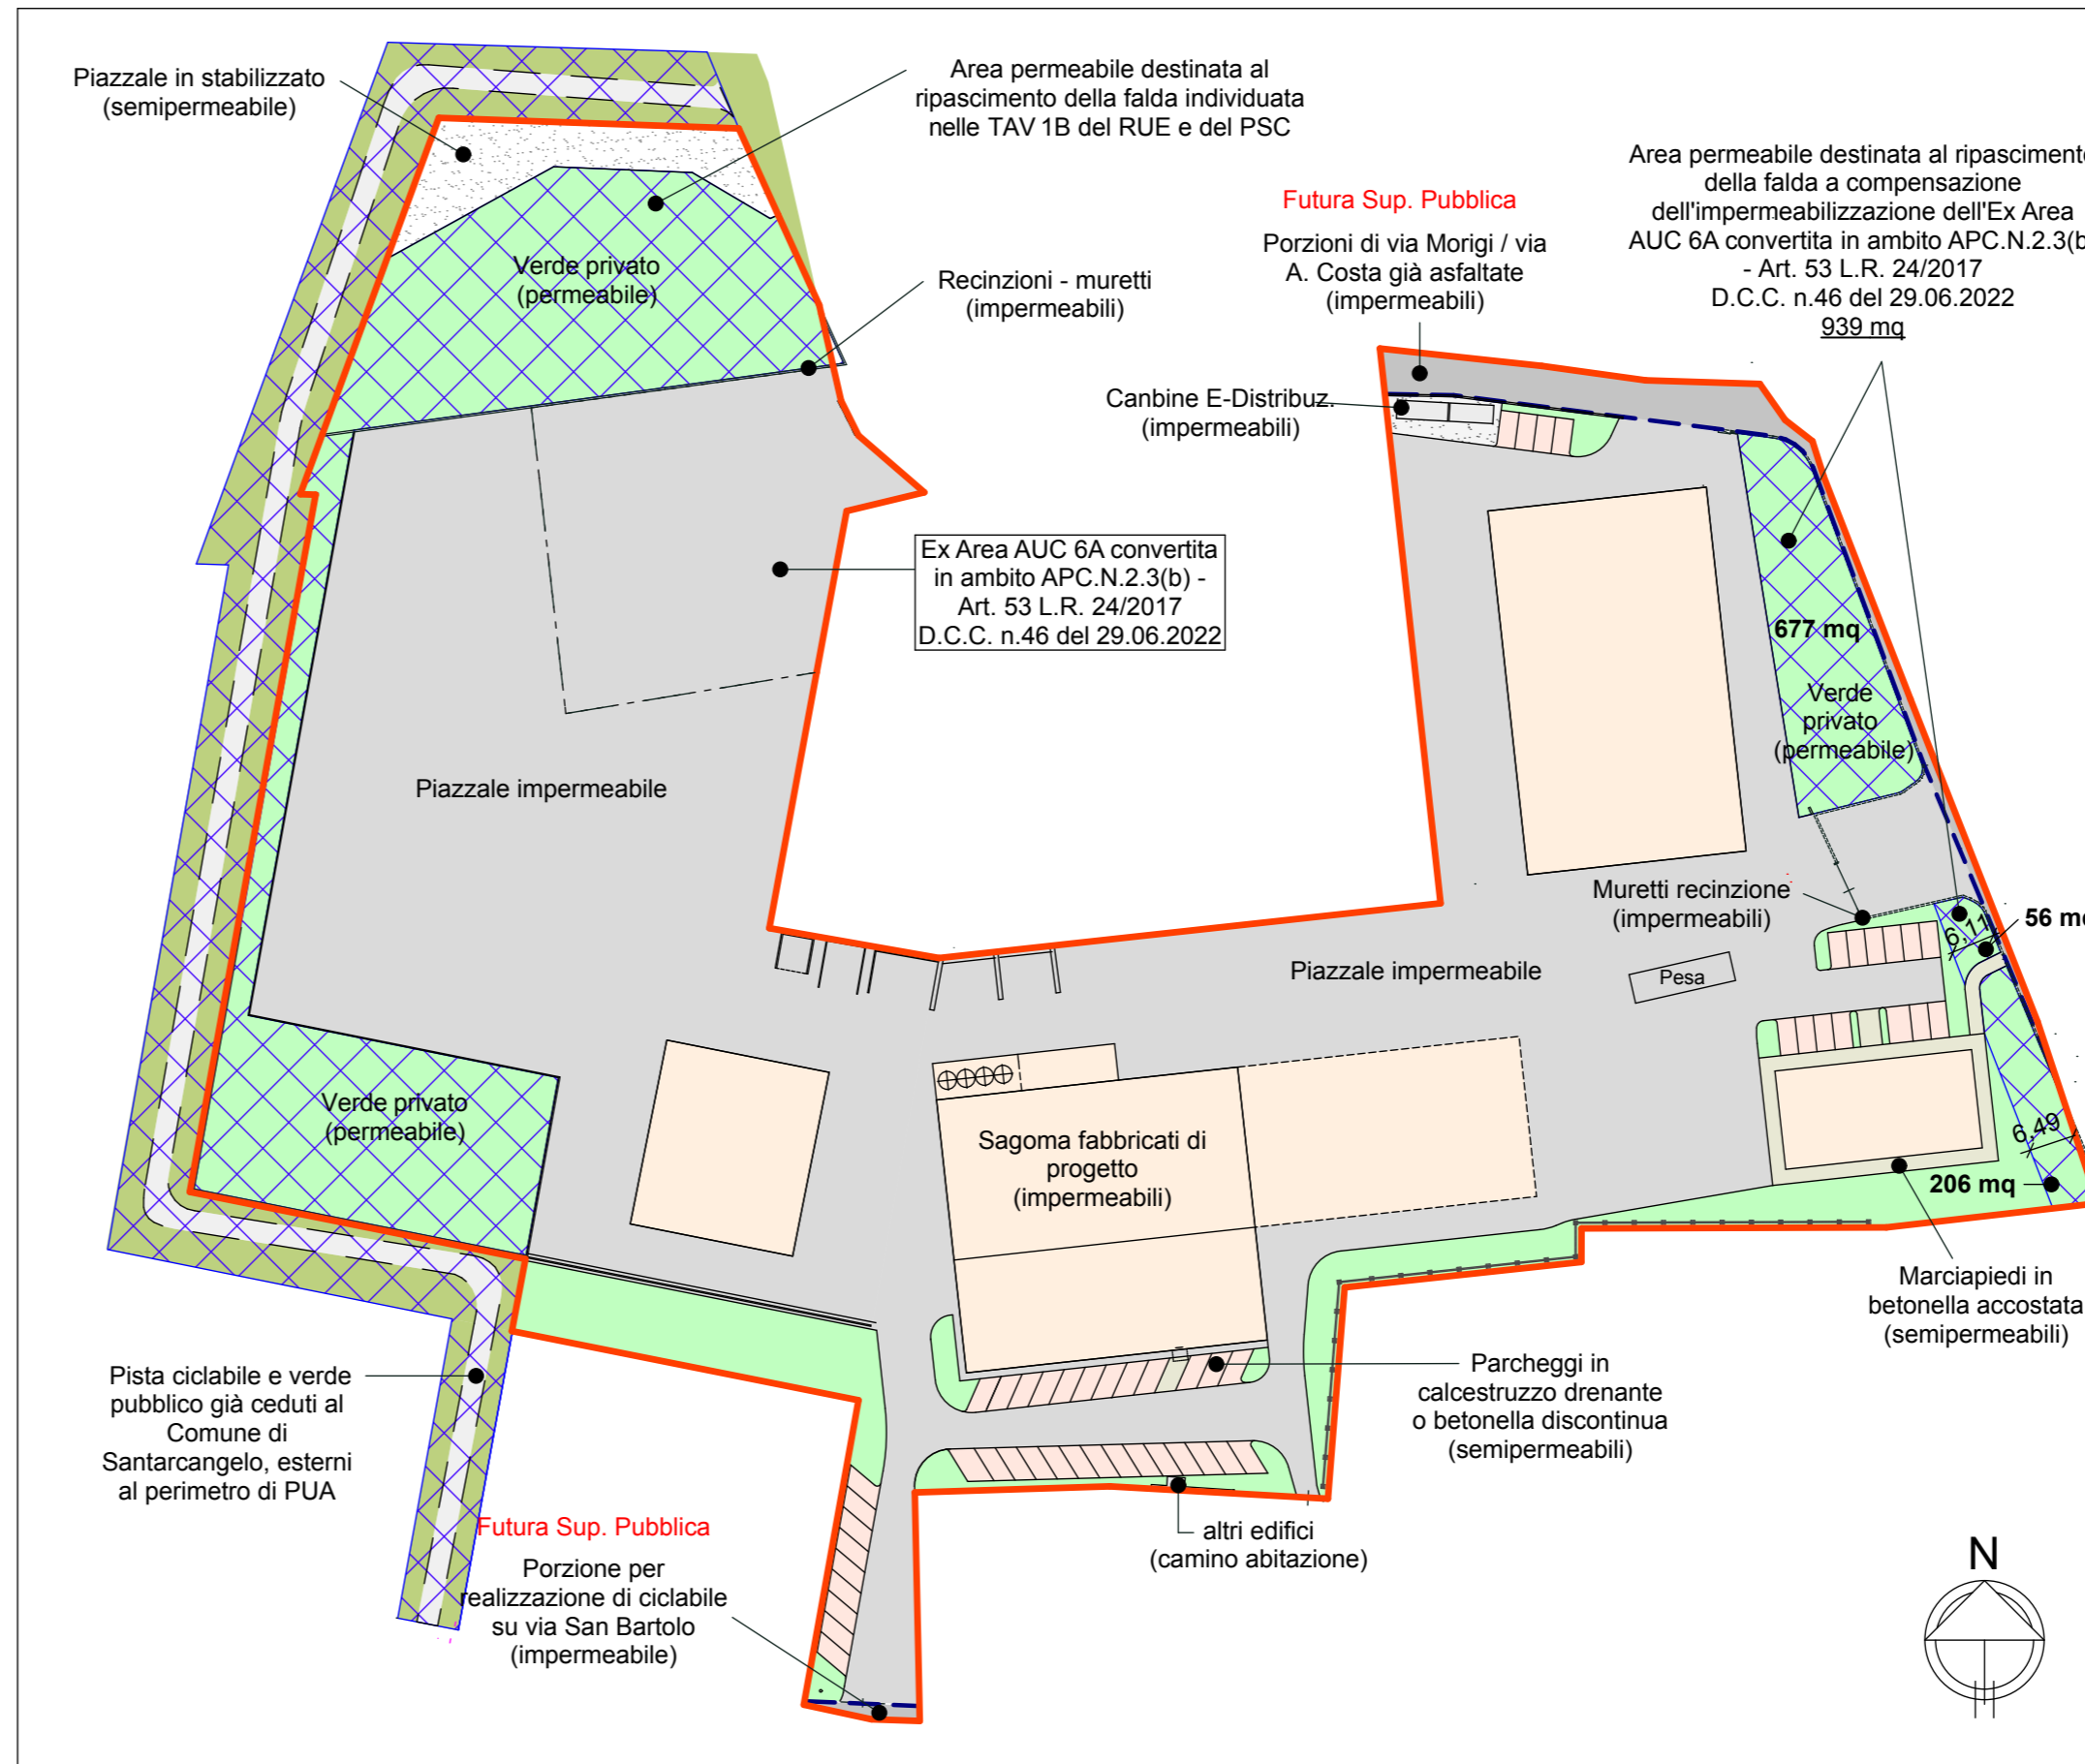 Piazzale in stabilizzato
(semipermeabile)
Area permeabile destinata al
ripascimento della falda individuata
nelle TAV 1B del RUE e del PSC
Area permeabile destinata al ripasciment
della falda a compensazione
dell'impermeabilizzazione dell'Ex Area
AUC 6A convertita in ambito APC.N.2.3(b
- Art. 53 L.R. 24/2017
D.C.C. n.46 del 29.06.2022
939 mq
Futura Sup. Pubblica
Porzioni di via Morigi / via
A. Costa già asfaltate
(impermeabili)
Verde privato
(permeabile)
Recinzioni - muretti
(impermeabili)
Canbine E-Distribuz.
(impermeabili)
Ex Area AUC 6A convertita
in ambito APC.N.2.3(b) -
Art. 53 L.R. 24/2017
D.C.C. n.46 del 29.06.2022
677 mq
Verde
privato
(permeabile)
Piazzale impermeabile
Muretti recinzione
(impermeabili)
56 mq
6,11
Piazzale impermeabile
Pesa
Verde privato
(permeabile)
Sagoma fabbricati di
progetto
(impermeabili)
6,49
206 mq
Marciapiedi in
betonella accostata
(semipermeabili)
Pista ciclabile e verde
pubblico già ceduti al
Comune di
Santarcangelo, esterni
al perimetro di PUA
Parcheggi in
calcestruzzo drenante
o betonella discontinua
(semipermeabili)
Futura Sup. Pubblica
Porzione per
realizzazione di ciclabile
su via San Bartolo
(impermeabile)
altri edifici
(camino abitazione)
N